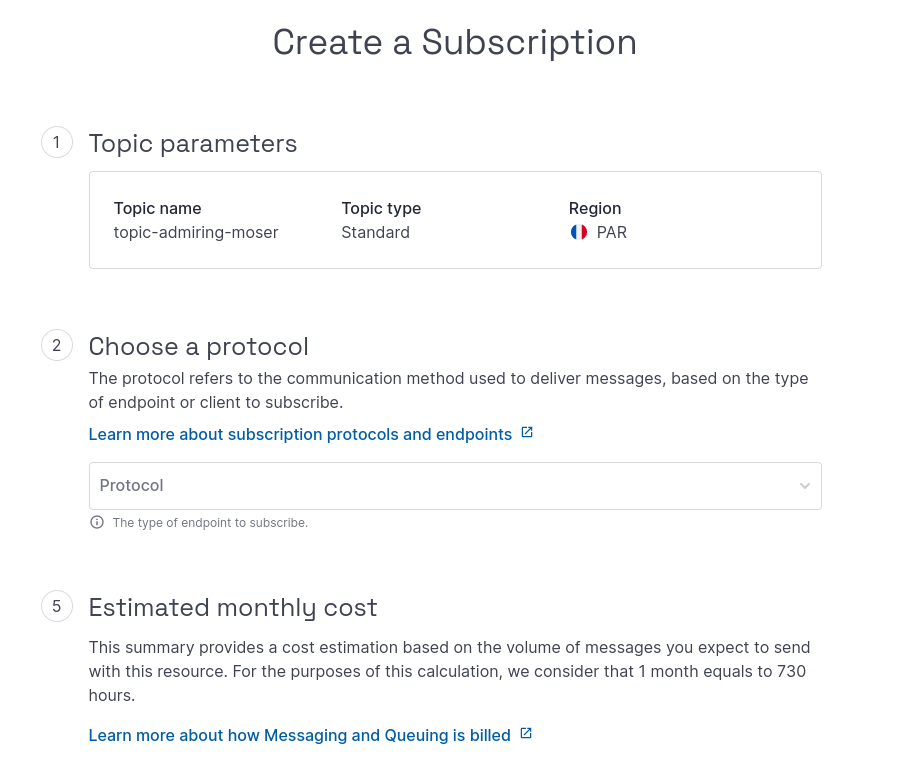 Create a Subscription
1
Topic parameters
Topic name
Topic type
Region
topic-admiring-moser
Standard
PAR
2
Choose a protocol
The protocol refers to the communication method used to deliver messages, based on the type
of endpoint or client to subscribe.
Learn more about subscription protocols and endpoints
Protocol
The type of endpoint to subscribe.
5
Estimated monthly cost
This summary provides a cost estimation based on the volume of messages you expect to send
with this resource. For the purposes of this calculation, we consider that 1 month equals to 730
hours.
Learn more about how Messaging and Queuing is billed